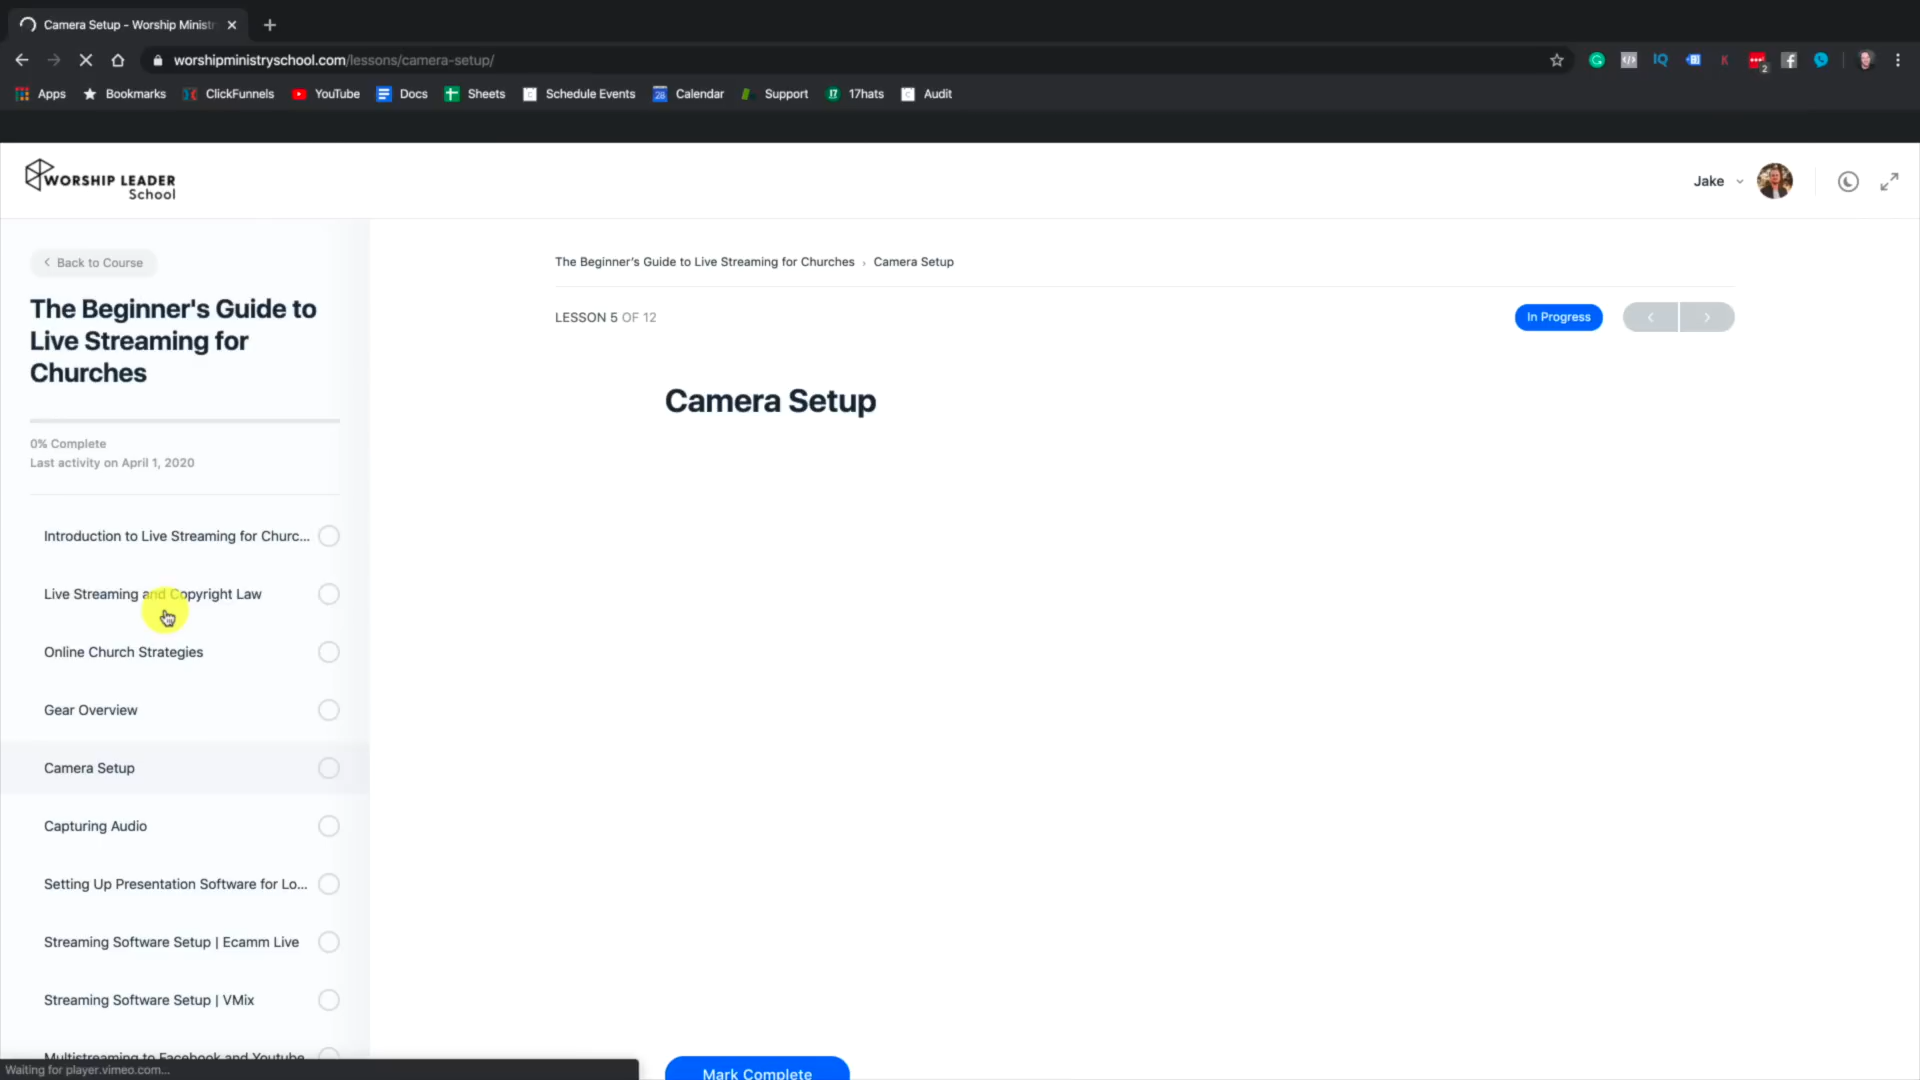 Camera Setup - Worship Minist
worshipministryschool.com/lessons/camera-setup/
IQ
K
2
Apps
Bookmarks
ClickFunnels
YouTube
Docs
Sheets
Schedule Events
28
Calendar
Support
17
17hats
Audit
WORSHIP LEADER
School
Jake
Back to Course
The Beginner's Guide to
Live Streaming for
Churches
0% Complete
Last activity on April 1, 2020
Introduction to Live Streaming for Churc...
Live Streaming and Copyright Law
Online Church Strategies
Gear Overview
Camera Setup
Capturing Audio
Setting Up Presentation Software for Lo...
Streaming Software Setup | Ecamm Live
Streaming Software Setup | VMix
Multistreaming to Facebook and Youtube
Waiting for player.vimeo.com...
The Beginner's Guide to Live Streaming for Churches › Camera Setup
LESSON 5 OF 12
In Progress
Camera Setup
Mark Complete